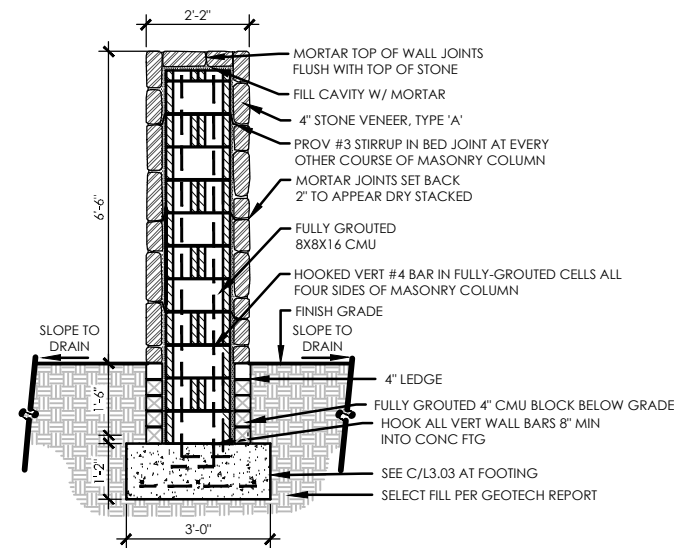 2'-2"
MORTAR TOP OF WALL JOINTS
FLUSH WITH TOP OF STONE
FILL CAVITY W/ MORTAR
4" STONE VENEER, TYPE 'A'
PROV #3 STIRRUP IN BED JOINT AT EVERY
OTHER COURSE OF MASONRY COLUMN
MORTAR JOINTS SET BACK
2" TO APPEAR DRY STACKED
6'-6"
FULLY GROUTED
8X8X16 CMU
HOOKED VERT #4 BAR IN FULLY-GROUTED CELLS ALL
FOUR SIDES OF MASONRY COLUMN
FINISH GRADE
SLOPE TO
DRAIN
SLOPE TO
DRAIN
4" LEDGE
1'-6"
FULLY GROUTED 4" CMU BLOCK BELOW GRADE
HOOK ALL VERT WALL BARS 8" MIN
INTO CONC FTG
1'-2"
SEE C/L3.03 AT FOOTING
SELECT FILL PER GEOTECH REPORT
3'-0"